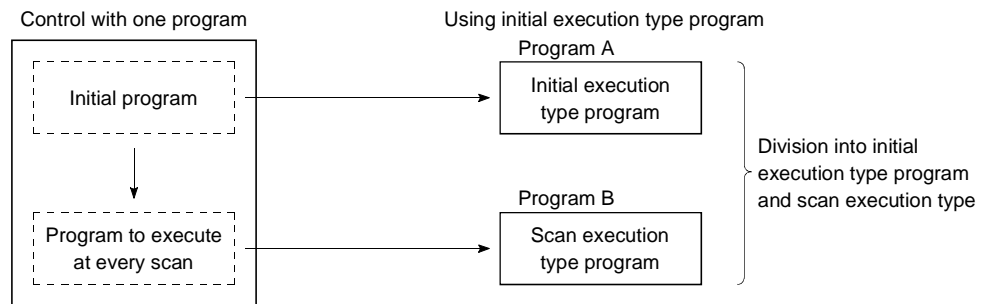 Control with one program
Using initial execution type program
Program A
Initial program
Initial execution
type program
Division into initial
execution type program
and scan execution type
Program B
Program to execute
at every scan
Scan execution
type program